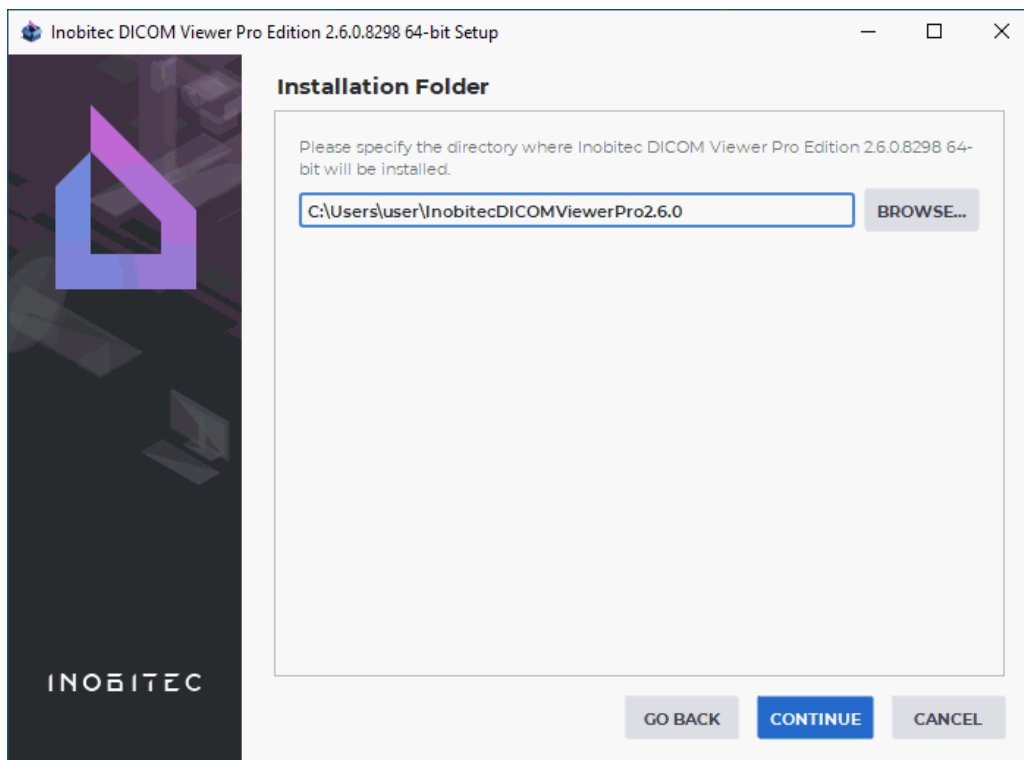 Inobitec DICOM Viewer Pro Edition 2.6.0.8298 64-bit Setup
Installation Folder
Please specify the directory where Inobitec DICOM Viewer Pro Edition 2.6.0.8298 64-
bit will be installed.
C:\Users\user\InobitecDICOMViewerPro2.6.0
BROWSE...
INOBITEC
GO BACK
CONTINUE
CANCEL